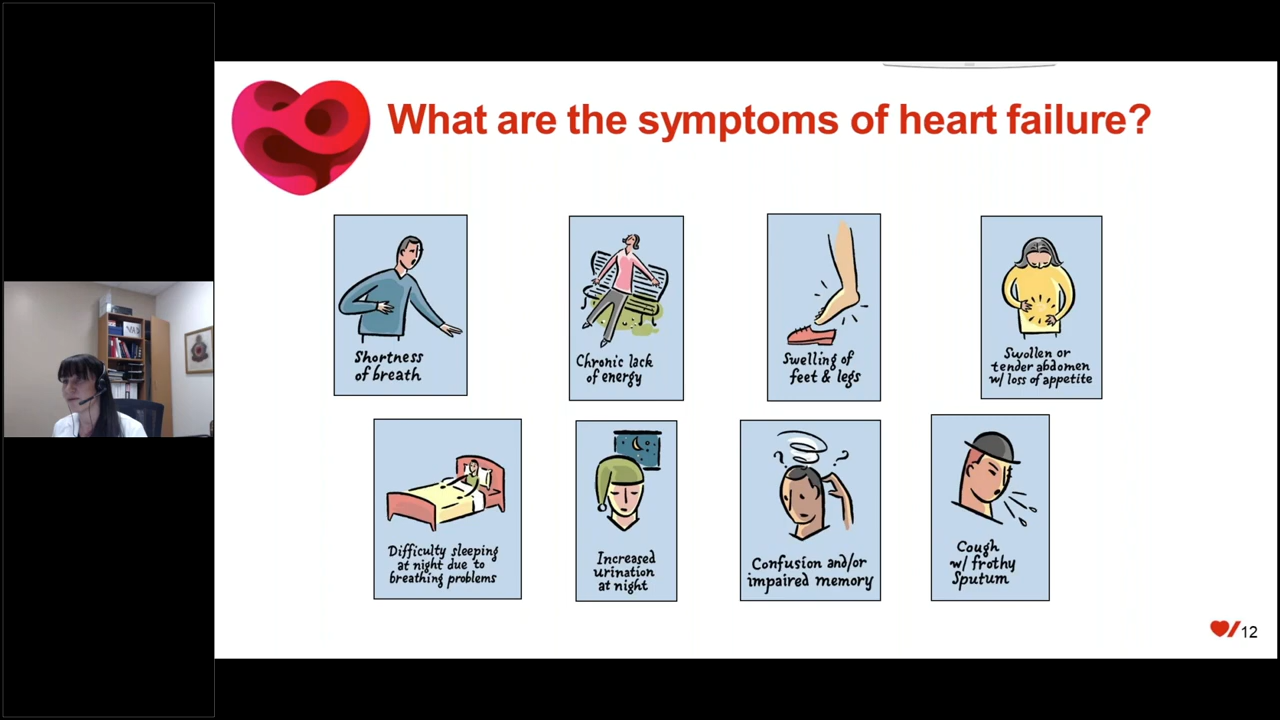 What are the symptoms of heart failure?
Shortness
of breath
Chronic lack
of energy
Swelling of
feet & legs
Swollen or
tender abdomen
w/ loss of appetite
Difficulty sleeping
at night due to
breathing problems
Increased
urination
at night
Confusion and/or
impaired memory
Cough
w/ frothy
Sputum
12